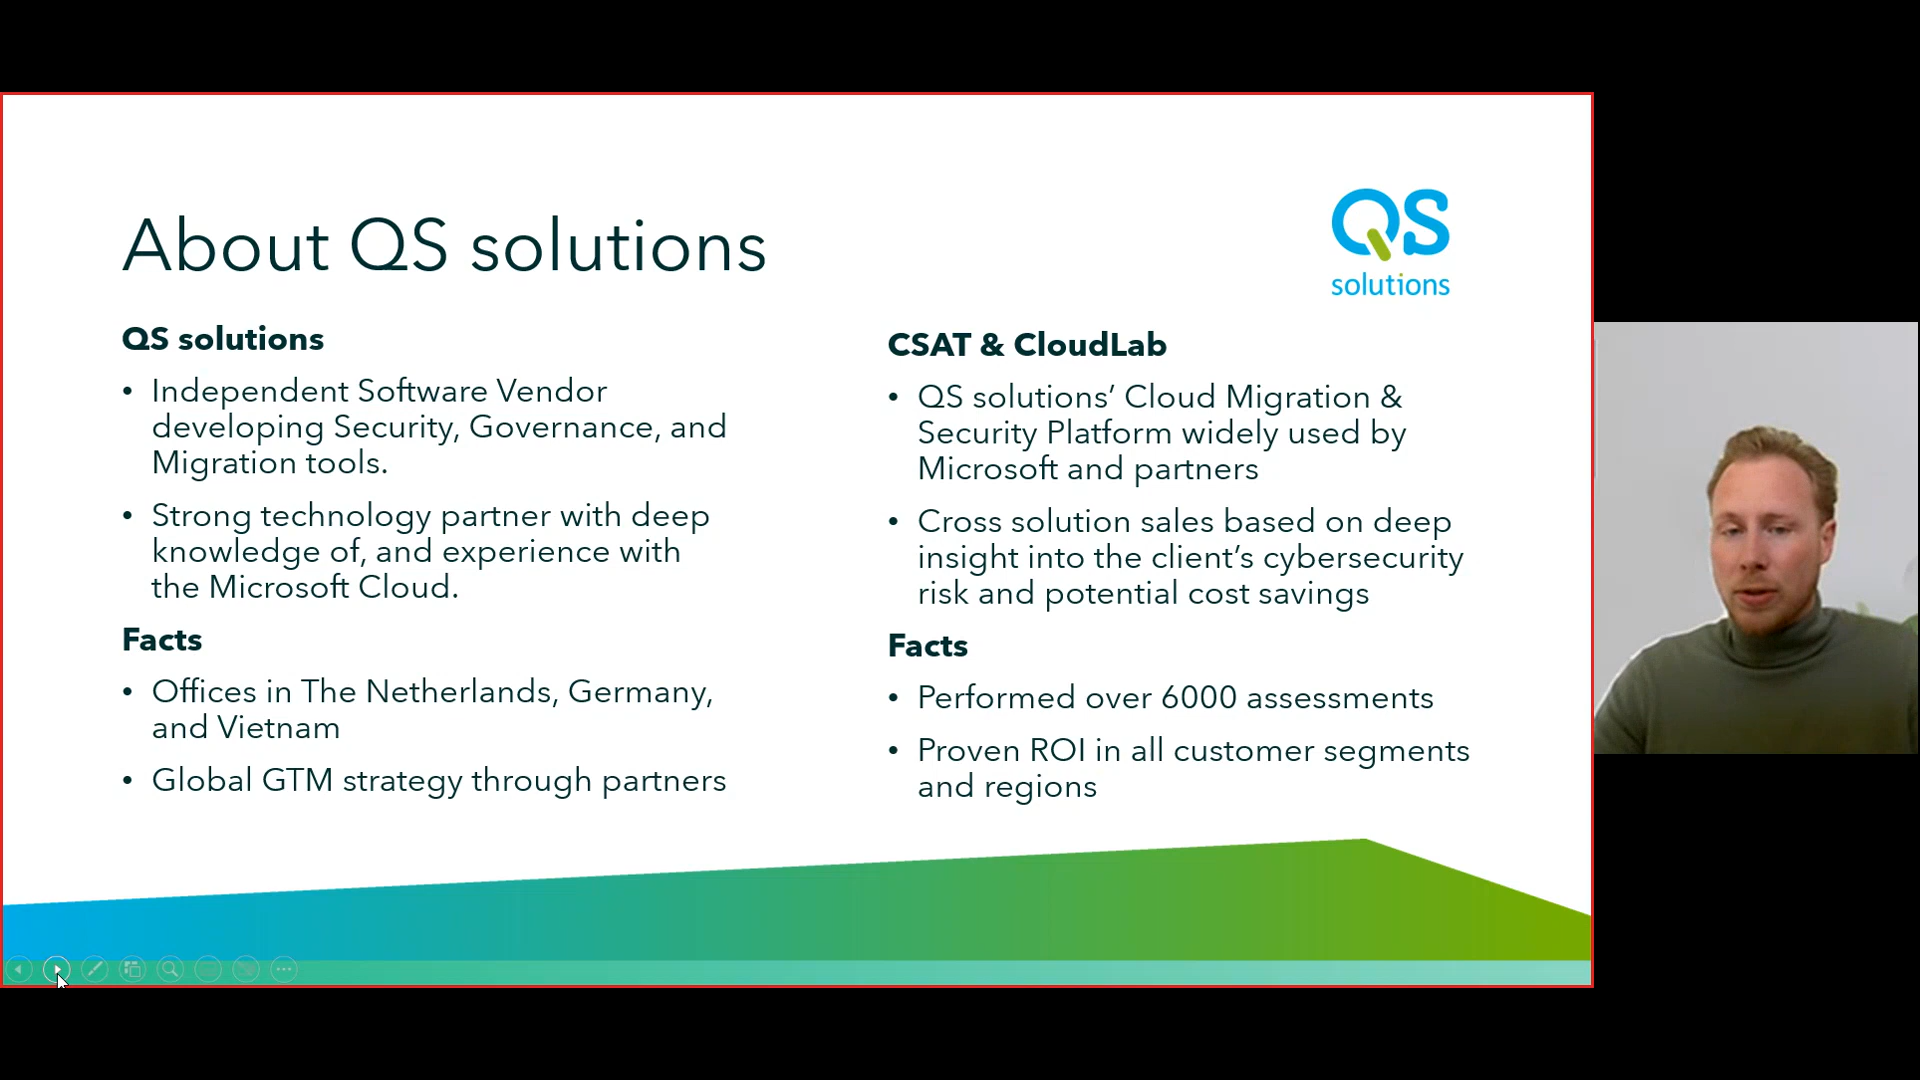 About QS solutions
QS
solutions
QS solutions
• Independent Software Vendor
developing Security, Governance, and
Migration tools.
• Strong technology partner with deep
knowledge of, and experience with
the Microsoft Cloud.
Facts
• Offices in The Netherlands, Germany,
and Vietnam
• Global GTM strategy through partners
CSAT & CloudLab
• QS solutions’ Cloud Migration &
Security Platform widely used by
Microsoft and partners
• Cross solution sales based on deep
insight into the client’s cybersecurity
risk and potential cost savings
Facts
• Performed over 6000 assessments
• Proven ROI in all customer segments
and regions